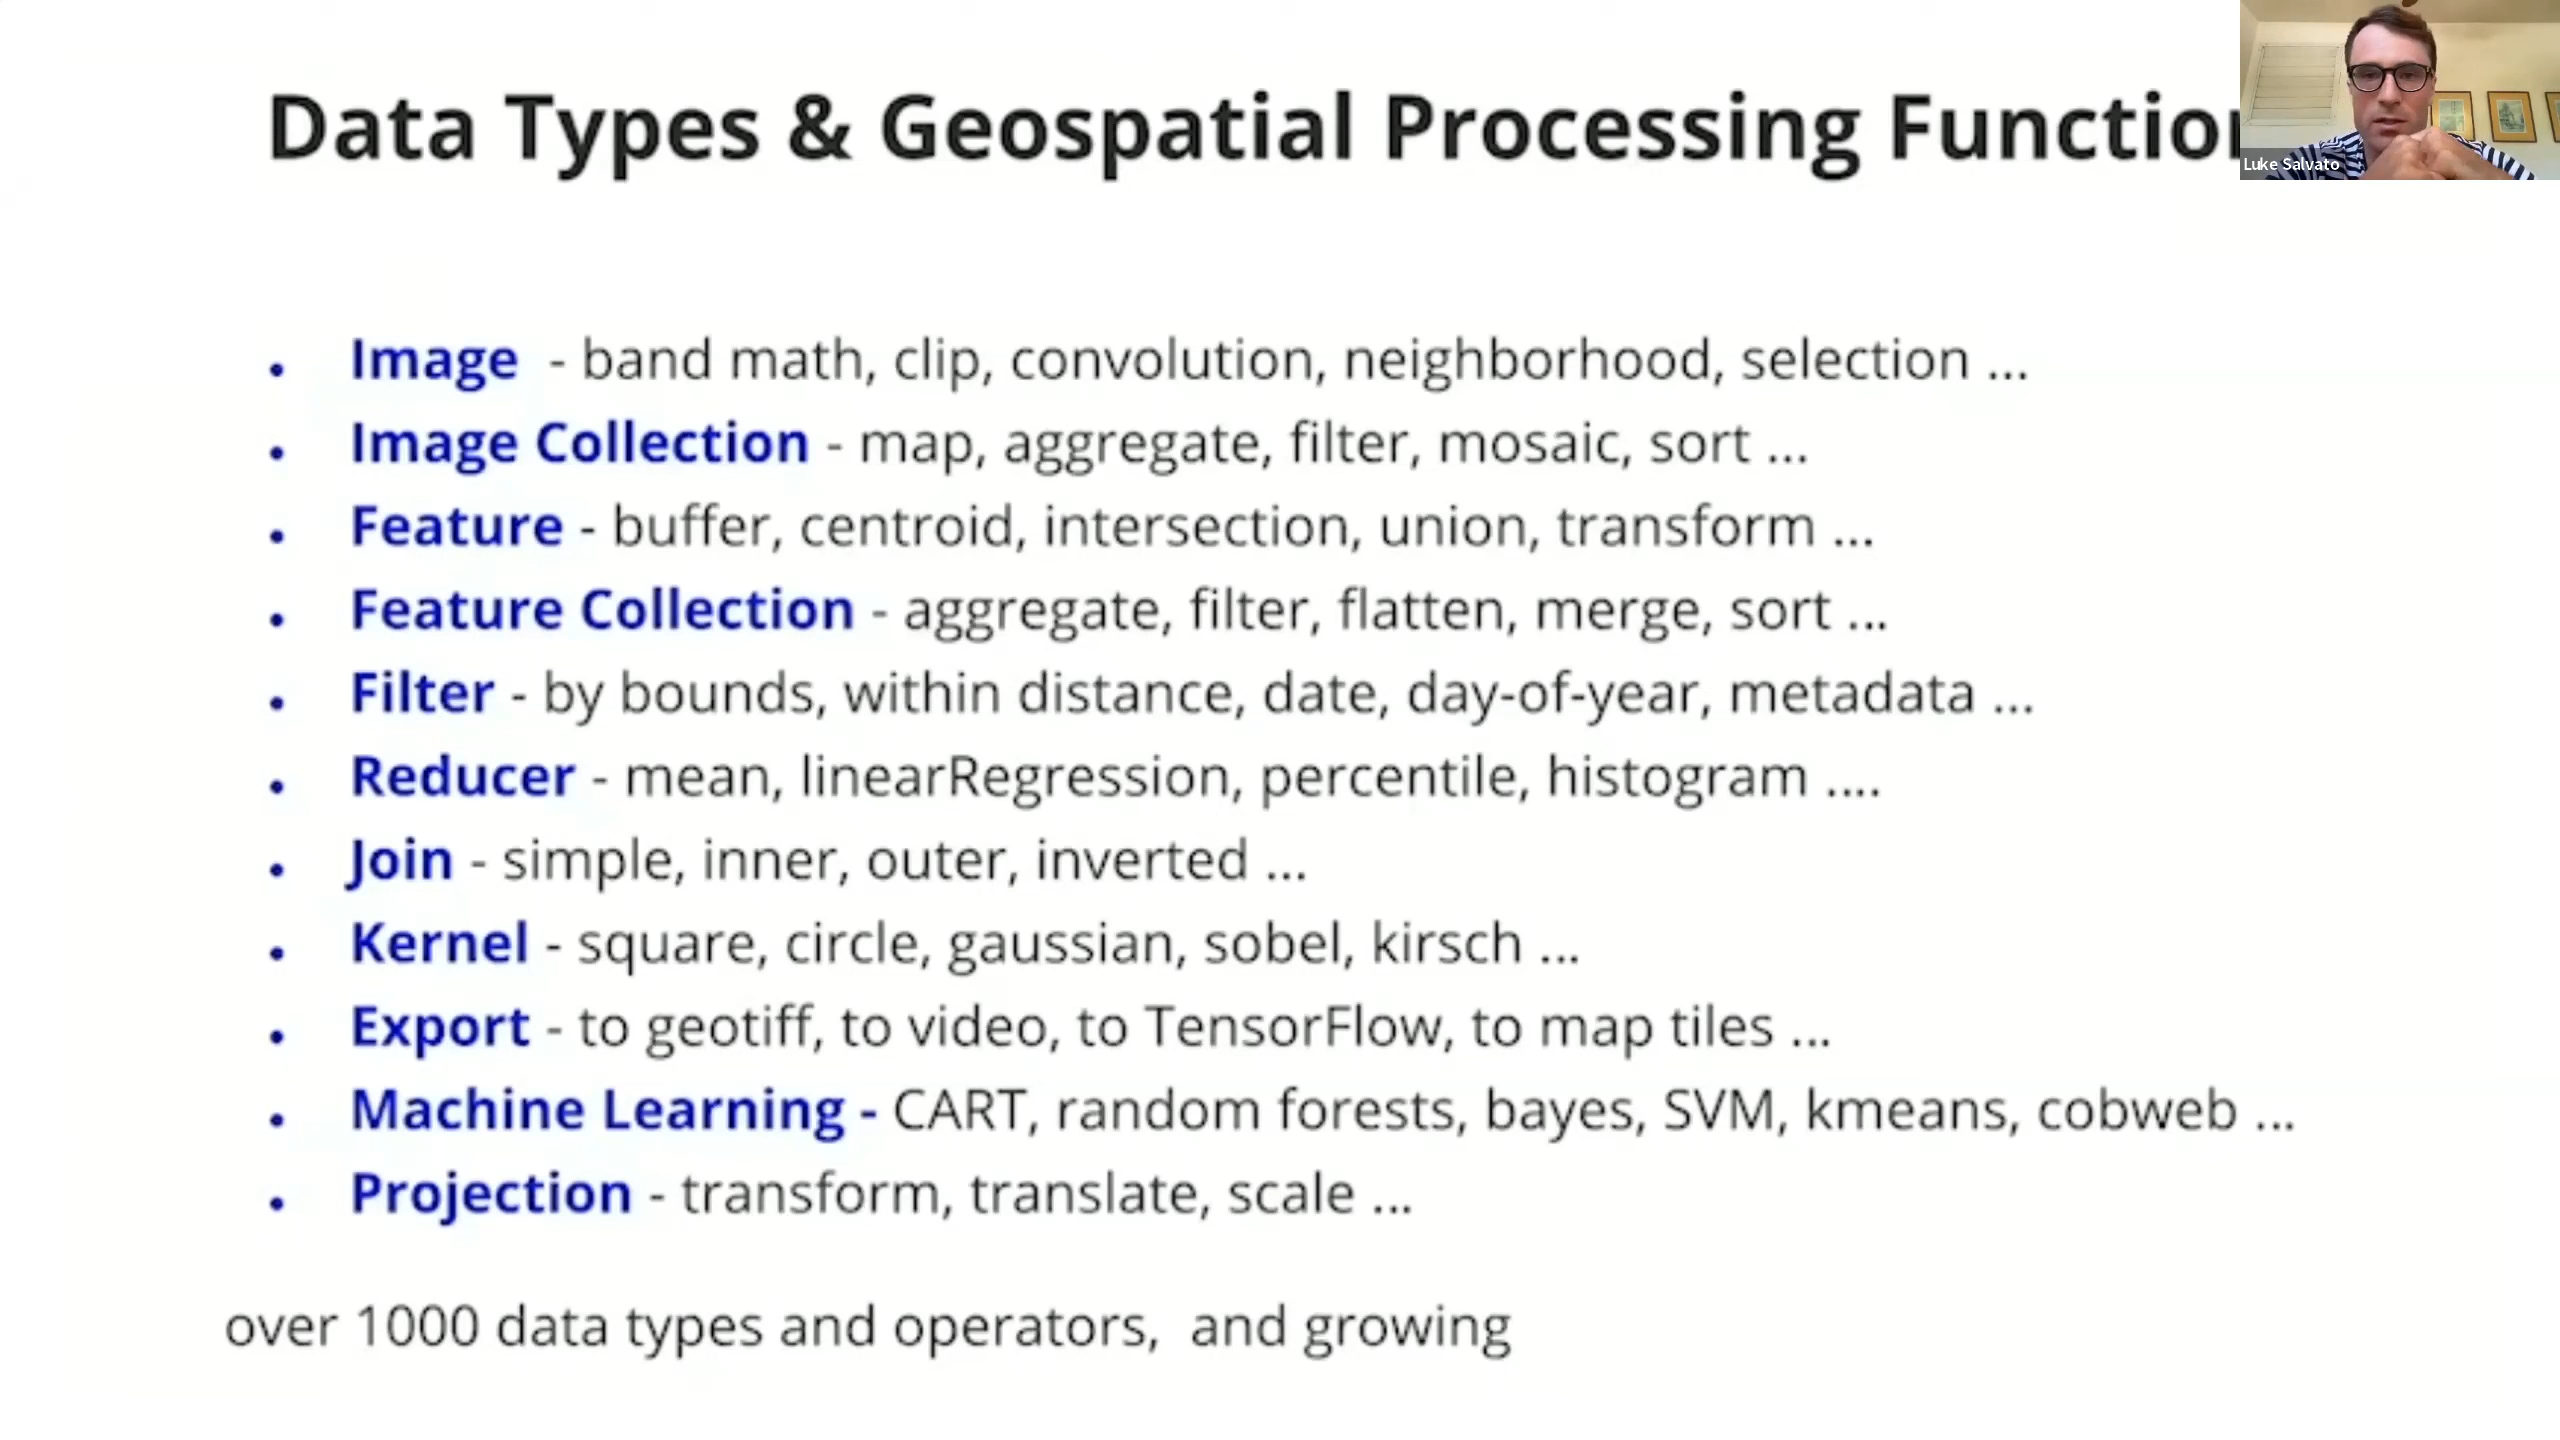 Data Types & Geospatial Processing Function
Luke Salvato
• Image - band math, clip, convolution, neighborhood, selection ...
• Image Collection - map, aggregate, filter, mosaic, sort ...
• Feature - buffer, centroid, intersection, union, transform ...
• Feature Collection - aggregate, filter, flatten, merge, sort ...
• Filter - by bounds, within distance, date, day-of-year, metadata ...
• Reducer - mean, linearRegression, percentile, histogram ....
• Join - simple, inner, outer, inverted ...
• Kernel - square, circle, gaussian, sobel, kirsch ...
• Export - to geotiff, to video, to TensorFlow, to map tiles ...
• Machine Learning - CART, random forests, bayes, SVM, kmeans, cobweb ...
• Projection - transform, translate, scale ...
over 1000 data types and operators, and growing